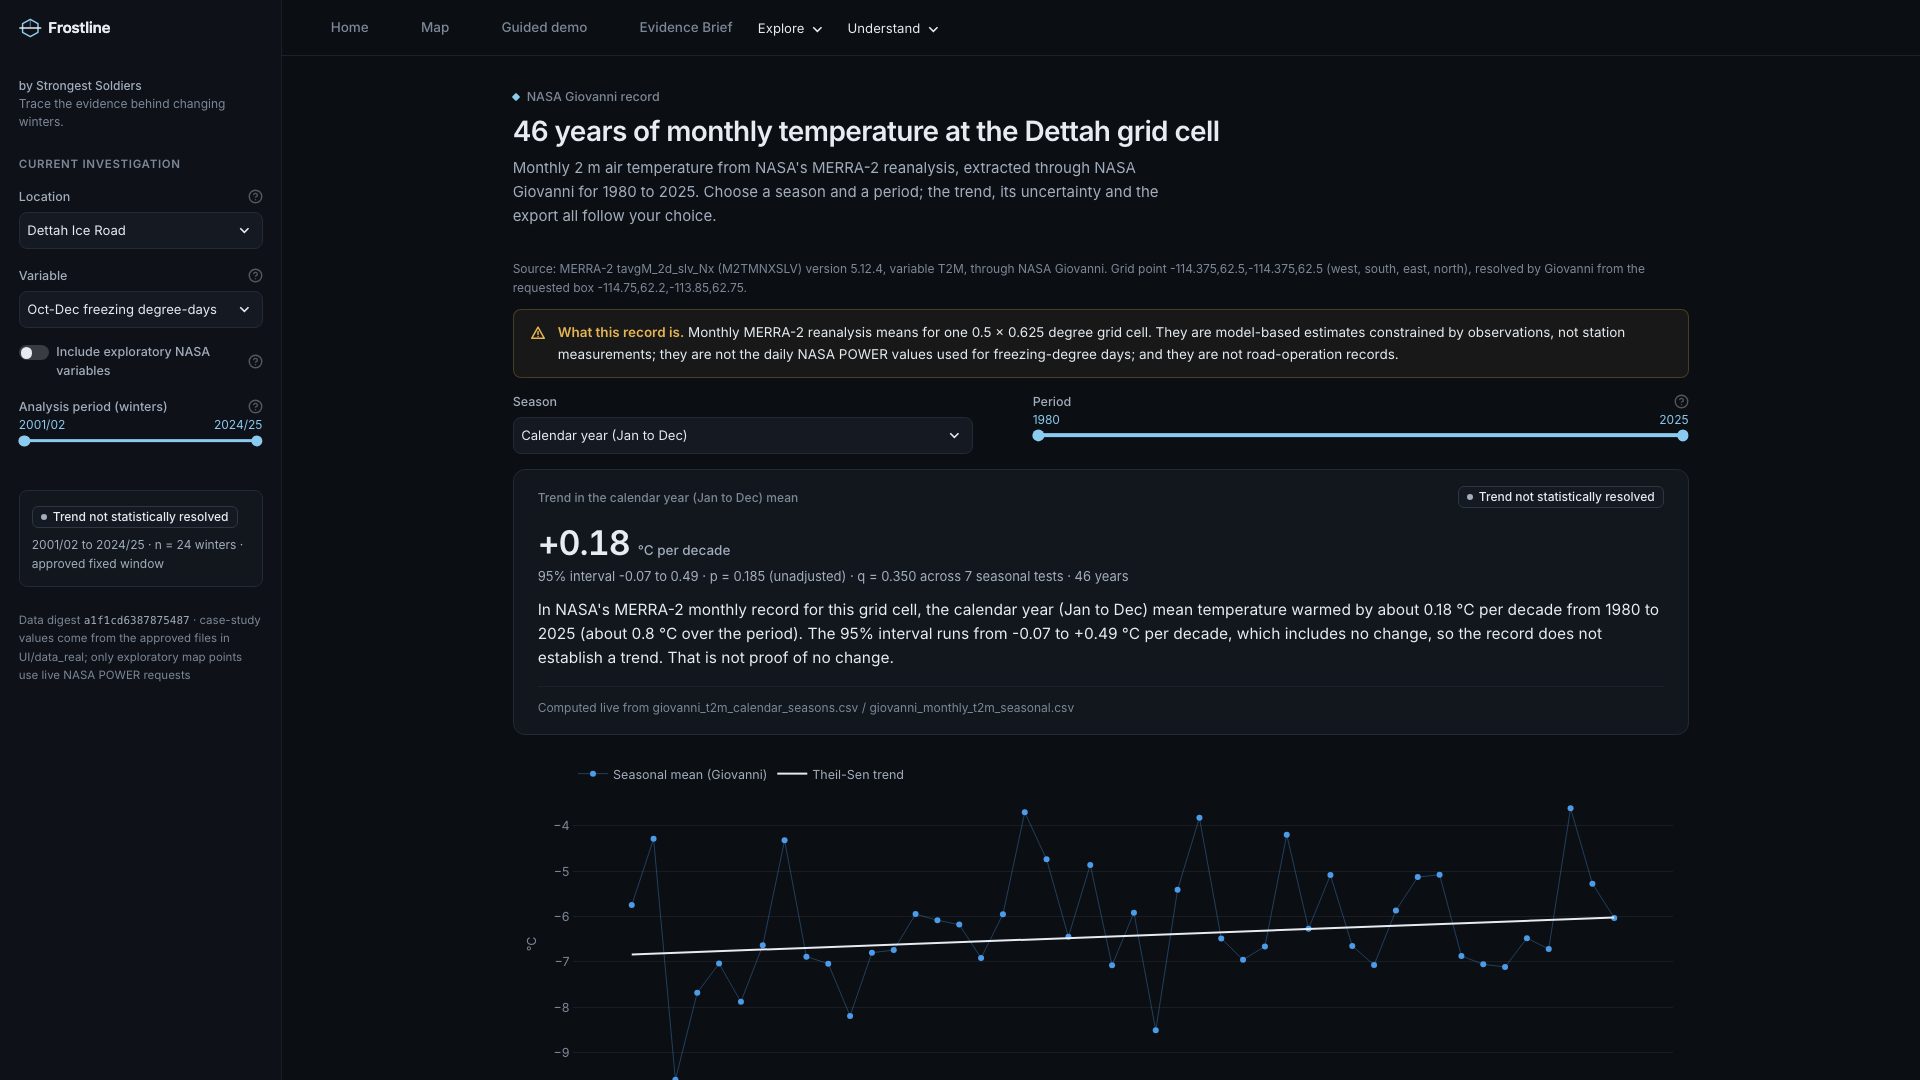 Frostline
Home
Map
Guided demo
Evidence Brief
Explore
Understand
by Strongest Soldiers
Trace the evidence behind changing
winters.
CURRENT INVESTIGATION
Location
Dettah Ice Road
Variable
Oct-Dec freezing degree-days
Include exploratory NASA
variables
Analysis period (winters)
2001/02
2024/25
Trend not statistically resolved
2001/02 to 2024/25 · n = 24 winters ·
approved fixed window
Data digest a1f1cd6387875487 · case-study
values come from the approved files in
UI/data_real; only exploratory map points
use live NASA POWER requests
NASA Giovanni record
46 years of monthly temperature at the Dettah grid cell
Monthly 2 m air temperature from NASA's MERRA-2 reanalysis, extracted through NASA
Giovanni for 1980 to 2025. Choose a season and a period; the trend, its uncertainty and the
export all follow your choice.
Source: MERRA-2 tavgM_2d_slv_Nx (M2TMNXSLV) version 5.12.4, variable T2M, through NASA Giovanni. Grid point -114.375,62.5,-114.375,62.5 (west, south, east, north), resolved by Giovanni from the
requested box -114.75,62.2,-113.85,62.75.
What this record is. Monthly MERRA-2 reanalysis means for one 0.5 × 0.625 degree grid cell. They are model-based estimates constrained by observations, not station
measurements; they are not the daily NASA POWER values used for freezing-degree days; and they are not road-operation records.
Season
Calendar year (Jan to Dec)
Period
1980
2025
Trend in the calendar year (Jan to Dec) mean
Trend not statistically resolved
+0.18 °C per decade
95% interval -0.07 to 0.49 · p = 0.185 (unadjusted) · q = 0.350 across 7 seasonal tests · 46 years
In NASA's MERRA-2 monthly record for this grid cell, the calendar year (Jan to Dec) mean temperature warmed by about 0.18 °C per decade from 1980 to
2025 (about 0.8 °C over the period). The 95% interval runs from -0.07 to +0.49 °C per decade, which includes no change, so the record does not
establish a trend. That is not proof of no change.
Computed live from giovanni_t2m_calendar_seasons.csv / giovanni_monthly_t2m_seasonal.csv
Seasonal mean (Giovanni)
Theil-Sen trend
−4
−5
−6
°C
−7
−8
−9